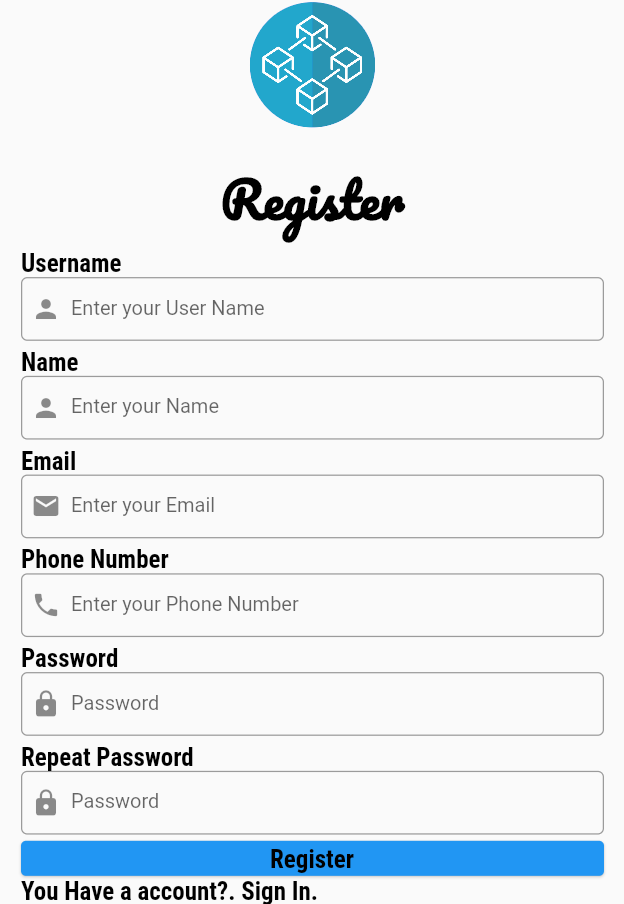 Register
Username
Enter your User Name
Name
Enter your Name
Email
Enter your Email
Phone Number
Enter your Phone Number
Password
Password
Repeat Password
Password
Register
You Have a account?. Sign In.